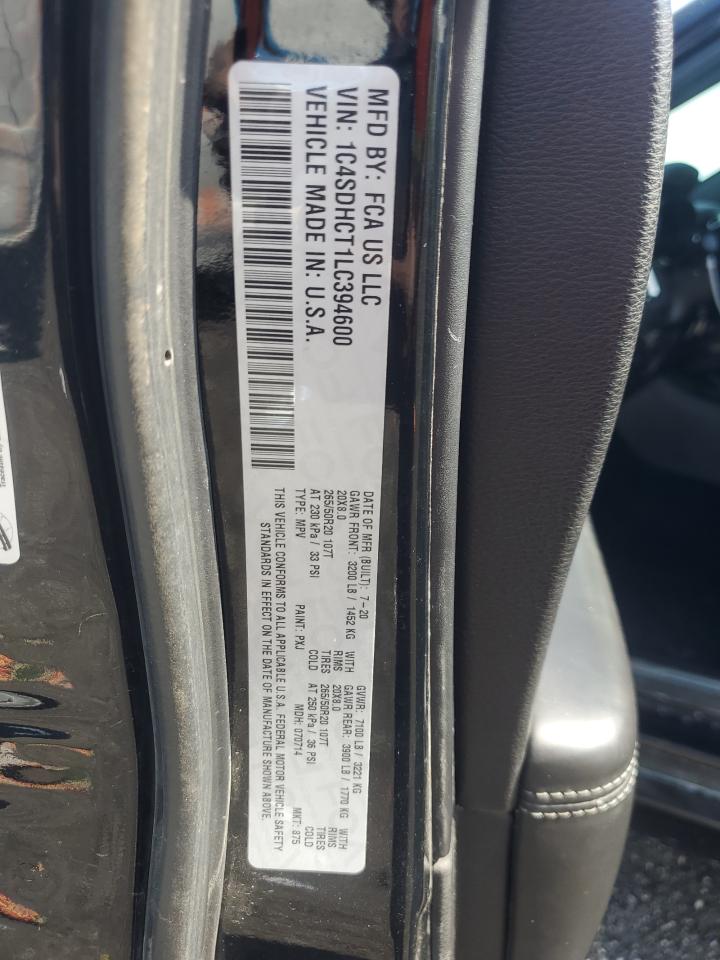 MFD BY: FCA US LLC
VIN: 1C4SDHCT1LC394600
VEHICLE MADE IN: U.S.A.
DATE OF MFR (BUILT): 7-20 GVWR: 7100 LB / 3221 KG
GAWR FRONT: 3200 LB / 1452 KG WITH GAWR REAR: 3900 LB / 1770 KG WITH
20X8.0 RIMS 20X8.0 RIMS
265/50R20 107T TIRES 265/50R20 107T TIRES
AT 230 kPa / 33 PSI COLD AT 250 kPa / 36 PSI COLD
TYPE: MPV PAINT: PXJ MDH: 070714 MKT: 875
THIS VEHICLE CONFORMS TO ALL APPLICABLE U.S.A. FEDERAL MOTOR VEHICLE SAFETY
STANDARDS IN EFFECT ON THE DATE OF MANUFACTURE SHOWN ABOVE.